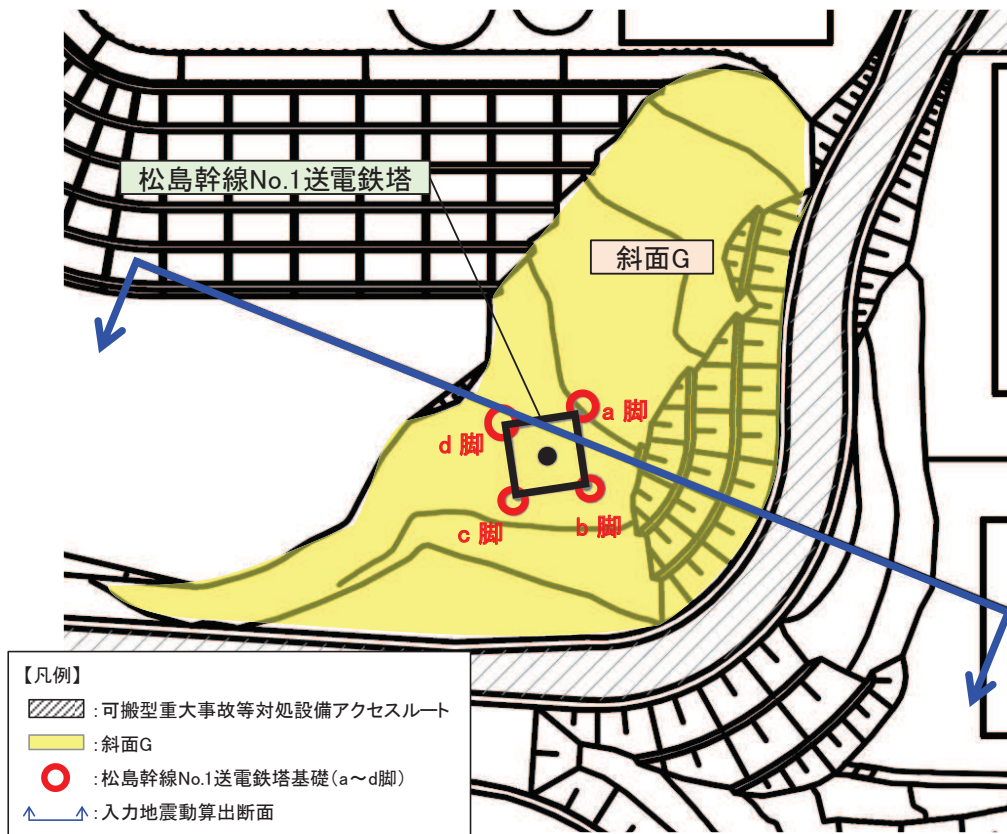 松島幹線No.1送電鉄塔
斜面G
a 脚
d 脚
c 脚
b 脚
【凡例】
:可搬型重大事故等対処設備アクセスルート
:斜面G
:松島幹線No.1送電鉄塔基礎(a～d脚)
:入力地震動算出断面